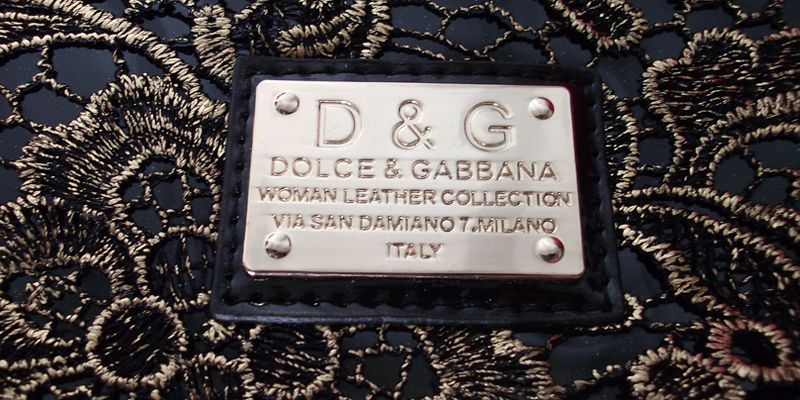 D & G
DOLCE & GABBANA
WOMAN LEATHER COLLECTION
VIA SAN DAMIANO 7.MILANO
ITALY